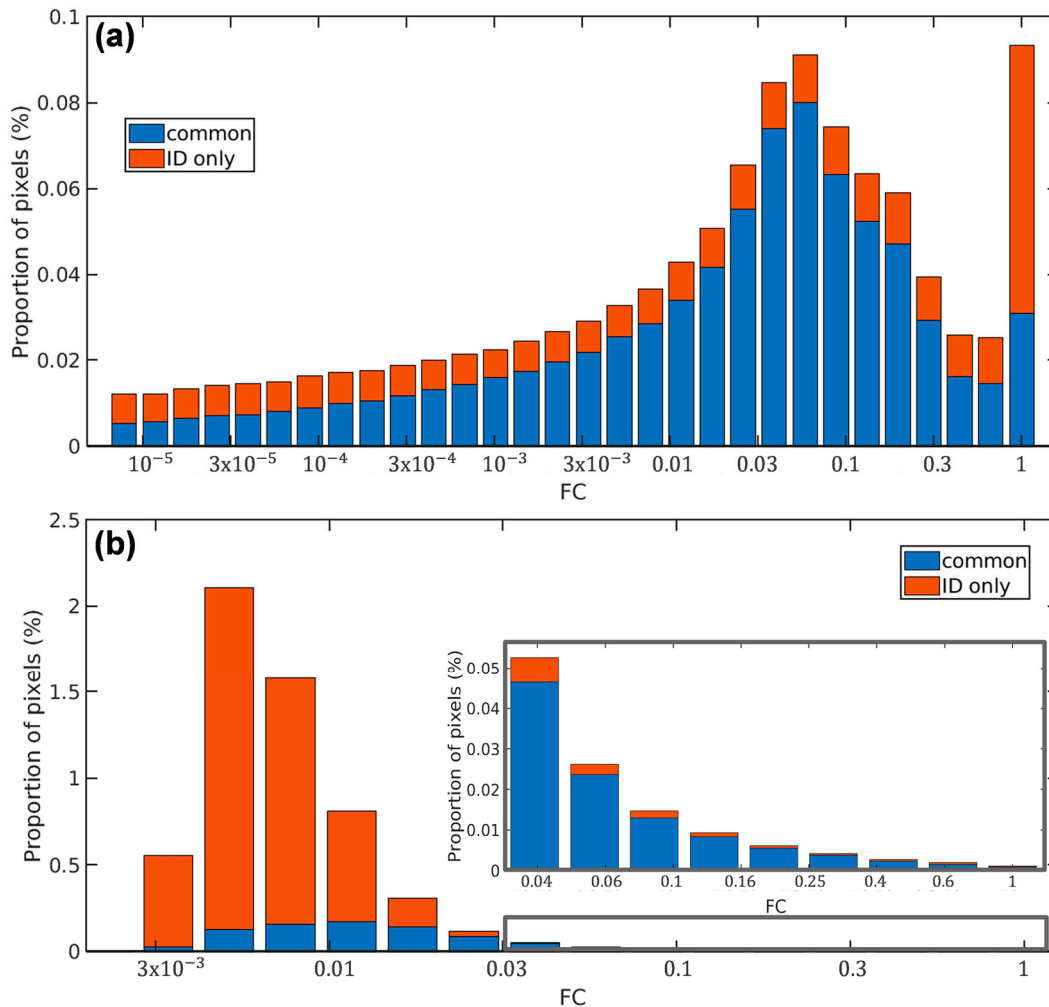 (a)
Proportion of pixels (%)
0.1
0.08
0.06
0.04
0.02
0
common
ID only
10⁻⁵ 3x10⁻⁵ 10⁻⁴ 3x10⁻⁴ 10⁻³ 3x10⁻³ 0.01 0.03 0.1 0.3 1
FC
(b)
Proportion of pixels (%)
2.5
2
1.5
1
0.5
0
common
ID only
Proportion of pixels (%)
0.05
0.04
0.03
0.02
0.01
0
0.04 0.06 0.1 0.16 0.25 0.4 0.6 1
FC
3x10⁻³ 0.01 0.03 0.1 0.3 1
FC